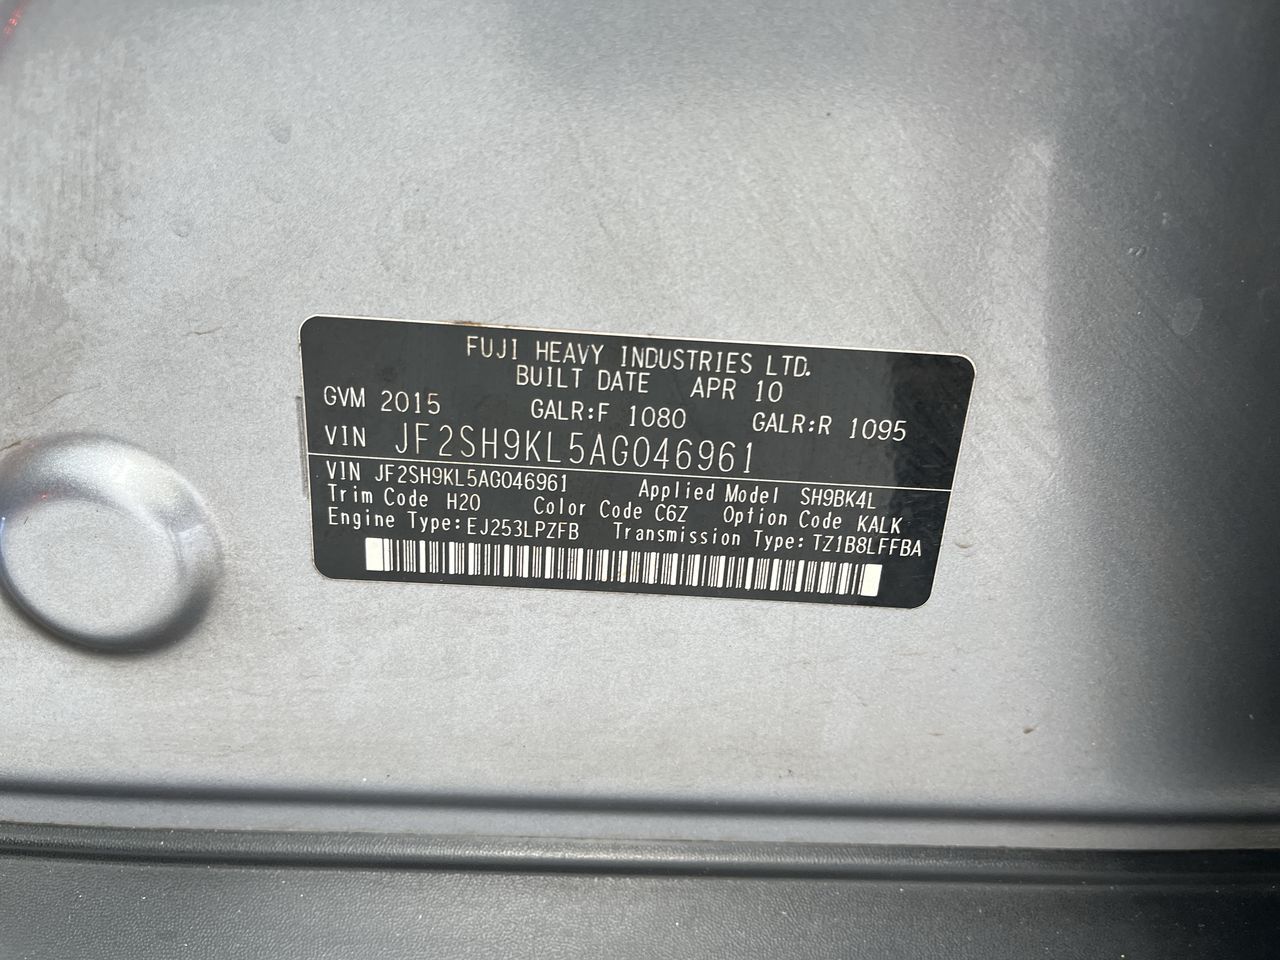 FUJI HEAVY INDUSTRIES LTD.
BUILT DATE APR 10
GVM 2015 GALR:F 1080 GALR:R 1095
VIN JF2SH9KL5AG046961
VIN JF2SH9KL5AG046961 Applied Model SH9BK4L
Trim Code H20 Color Code C6Z Option Code KALK
Engine Type:EJ253LPZFB Transmission Type:TZ1B8LFFBA